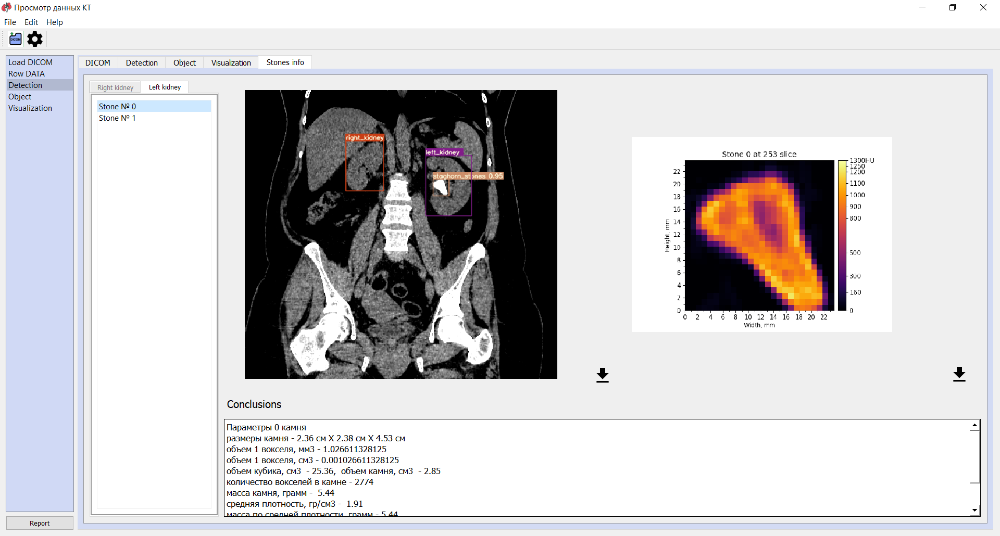 Просмотр данных КТ
File Edit Help
DICOM
Load DICOM
Row DATA
Detection
Object
Visualization
Report
DICOM Detection Object Visualization Stones info
Right kidney Left kidney
Stone № 0
Stone № 1
right_kidney
left_kidney
staghorn_stones 0.95
Stone 0 at 253 slice
Height, mm
22
20
18
16
14
12
10
8
6
4
2
0
0 2 4 6 8 10 12 14 16 18 20 22
Width, mm
1300HU
1250
1200
1100
1000
900
800
500
300
160
0
Conclusions
Параметры 0 камня
размеры камня - 2.36 см X 2.38 см X 4.53 см
объем 1 вокселя, мм3 - 1.026611328125
объем 1 вокселя, см3 - 0.001026611328125
объем кубика, см3  - 25.36,  объем камня, см3  - 2.85
количество вокселей в камне - 2774
масса камня, грамм -  5.44
средняя плотность, гр/см3 -  1.91
масса по средней плотности, грамм - 5.44